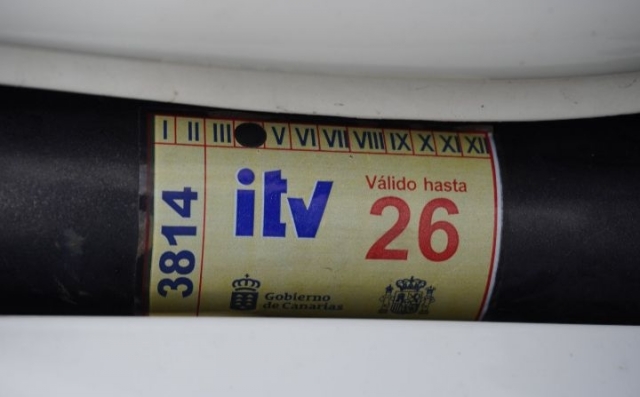 I II III V VI VII VIII IX X XI XII
3814
itv
Válido hasta
26
Gobierno
de Canarias